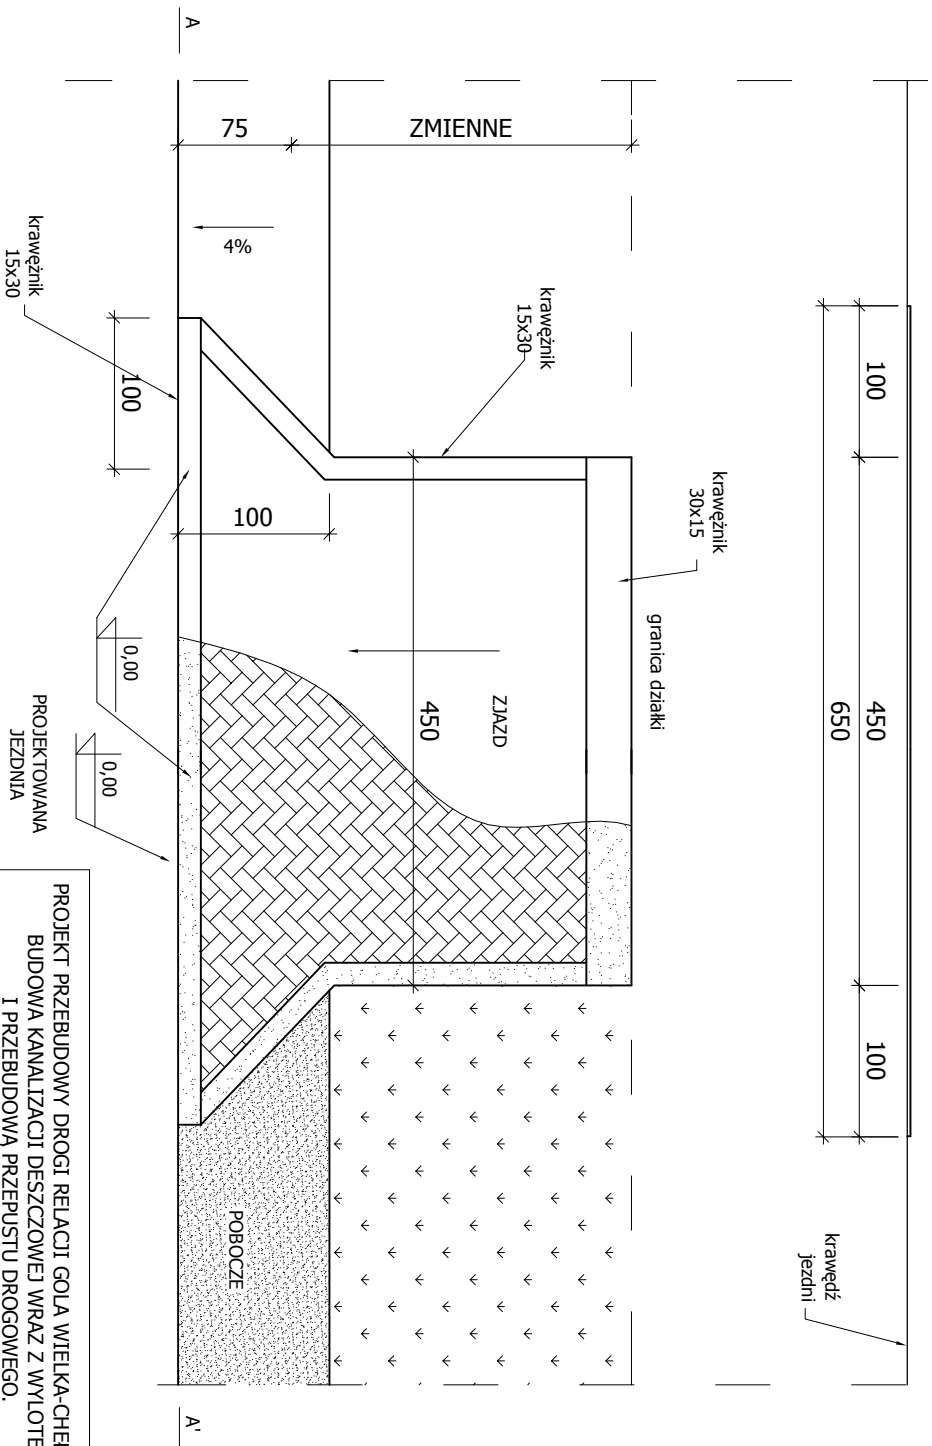 A
75
ZMIENNE
4%
krawężnik
15x30
100
krawężnik
15x30
100
krawężnik
30x15
granica działki
ZJAZD
450
0,00
0,00
PROJEKTOWANA
JEZDNIA
100
450
100
650
krawędź
jezdni
POBOCZE
A'
PROJEKT PRZEBUDOWY DROGI RELACJI GOLA WIELKA-CHEŁ
BUDOWA KANALIZACJI DESZCZOWEJ WRAZ Z WYLOTE
I PRZEBUDOWA PRZEPUSTU DROGOWEGO.